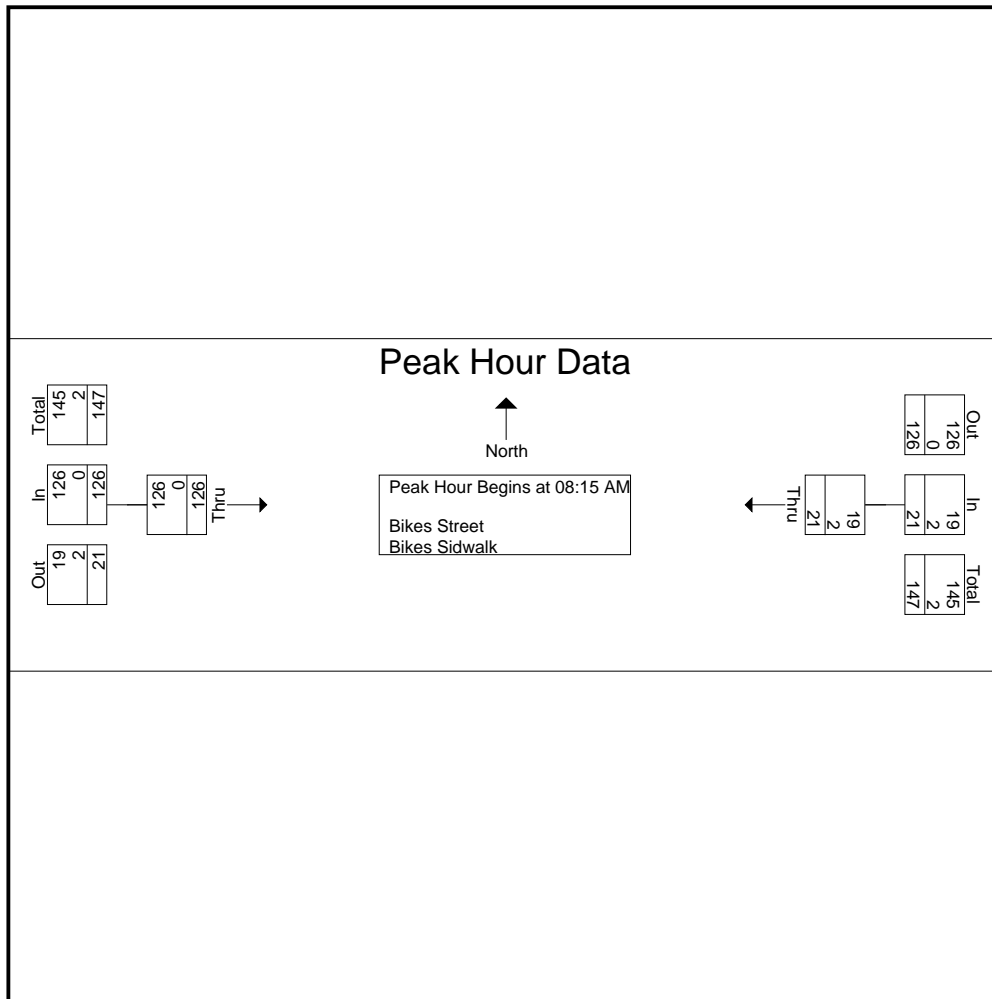 Peak Hour Data
North
Peak Hour Begins at 08:15 AM
Bikes Street
Bikes Sidwalk
Total
145
2
147
In
126
0
126
Out
19
2
21
126
0
126
Thru
Thru
19
2
21
Out
126
0
126
In
19
2
21
Total
145
2
147